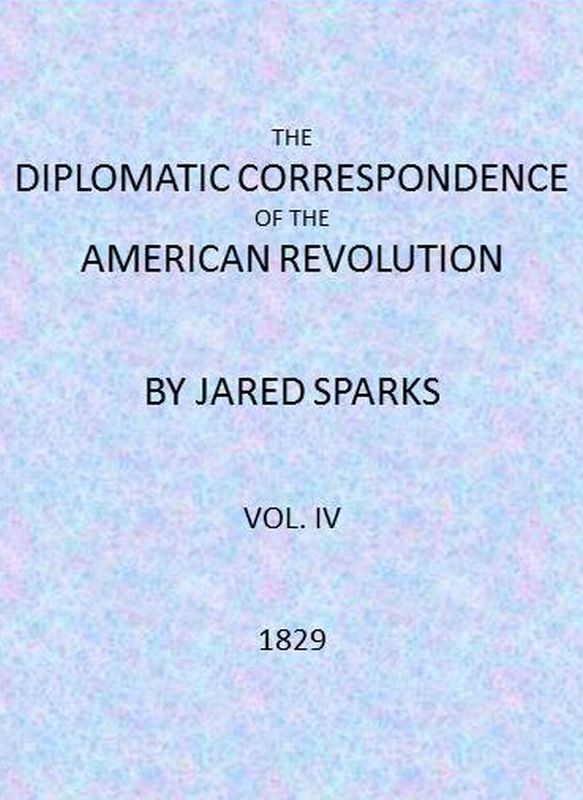 THE
DIPLOMATIC CORRESPONDENCE
OF THE
AMERICAN REVOLUTION
BY JARED SPARKS
VOL. IV
1829